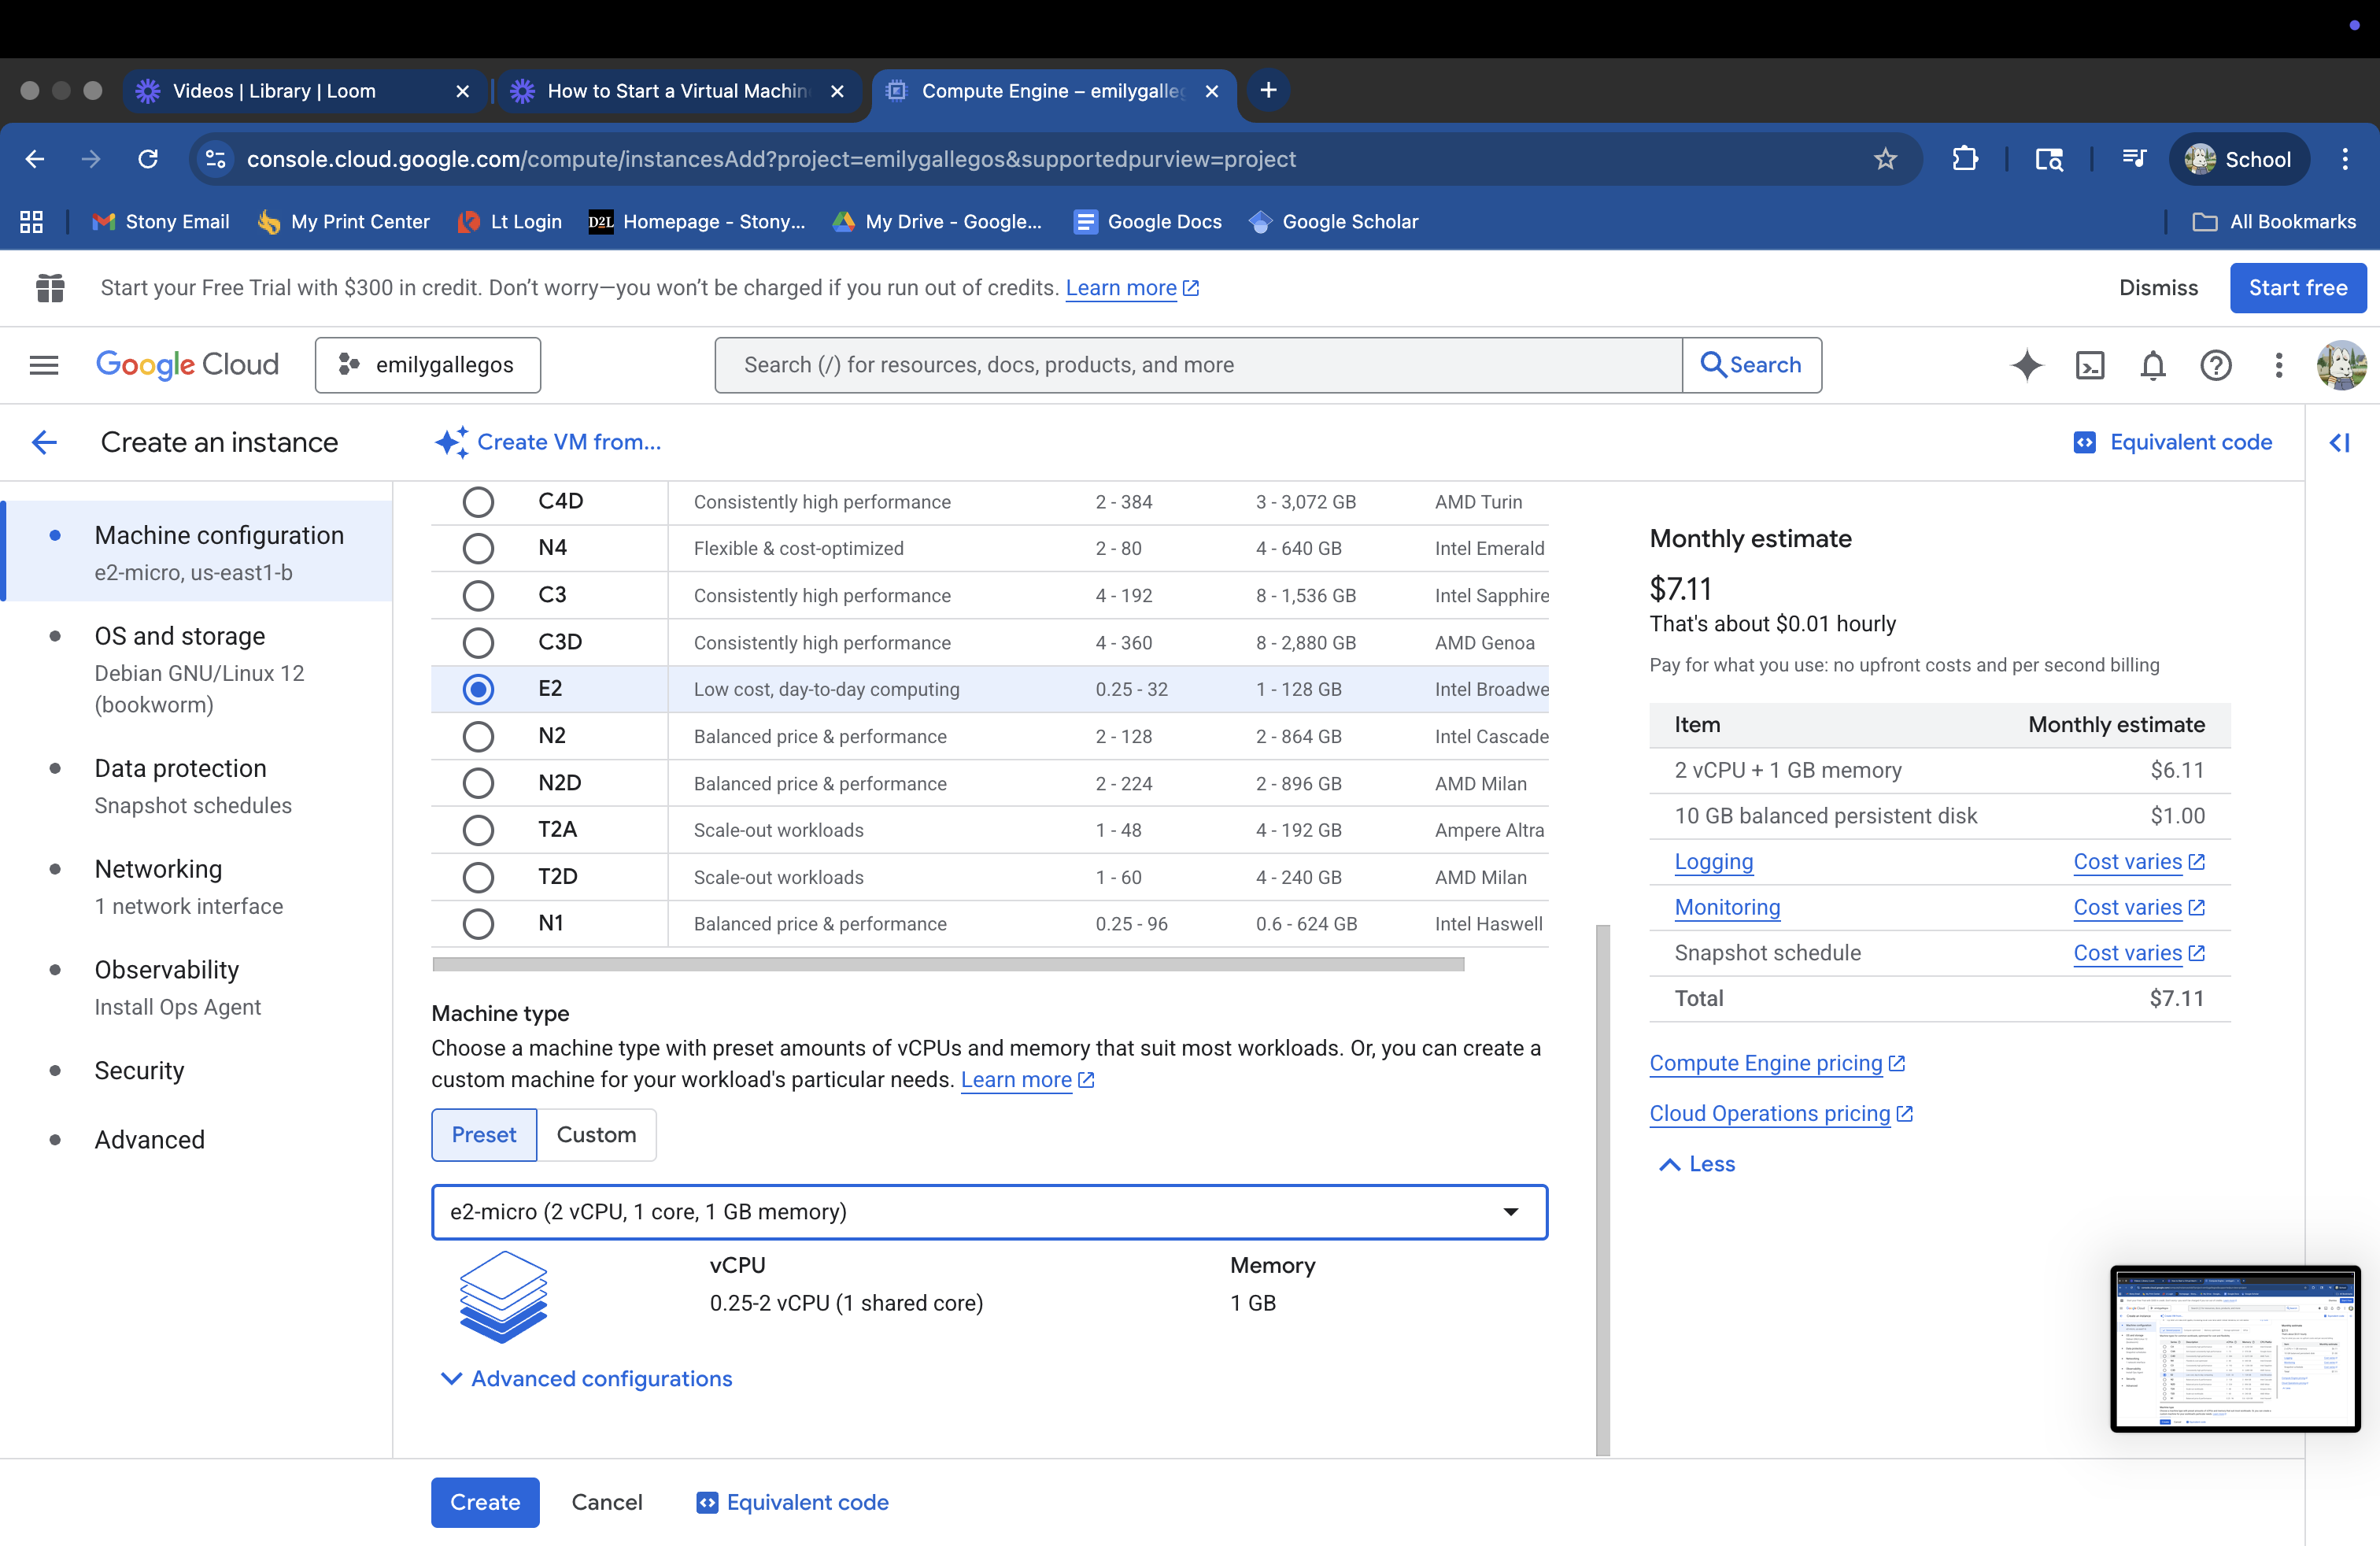 Videos | Library | Loom
How to Start a Virtual Machin
Compute Engine – emilygalleg
console.cloud.google.com/compute/instancesAdd?project=emilygallegos&supportedpurview=project
School
Stony Email
My Print Center
Lt Login
D2L Homepage - Stony...
My Drive - Google...
Google Docs
Google Scholar
All Bookmarks
Start your Free Trial with $300 in credit. Don’t worry—you won’t be charged if you run out of credits. Learn more
Dismiss
Start free
Google Cloud
emilygallegos
Search (/) for resources, docs, products, and more
Search
Create an instance
Create VM from...
Equivalent code
Machine configuration
e2-micro, us-east1-b
OS and storage
Debian GNU/Linux 12
(bookworm)
Data protection
Snapshot schedules
Networking
1 network interface
Observability
Install Ops Agent
Security
Advanced
C4D Consistently high performance 2 - 384 3 - 3,072 GB AMD Turin
N4 Flexible & cost-optimized 2 - 80 4 - 640 GB Intel Emerald
C3 Consistently high performance 4 - 192 8 - 1,536 GB Intel Sapphire
C3D Consistently high performance 4 - 360 8 - 2,880 GB AMD Genoa
E2 Low cost, day-to-day computing 0.25 - 32 1 - 128 GB Intel Broadwe
N2 Balanced price & performance 2 - 128 2 - 864 GB Intel Cascade
N2D Balanced price & performance 2 - 224 2 - 896 GB AMD Milan
T2A Scale-out workloads 1 - 48 4 - 192 GB Ampere Altra
T2D Scale-out workloads 1 - 60 4 - 240 GB AMD Milan
N1 Balanced price & performance 0.25 - 96 0.6 - 624 GB Intel Haswell
Machine type
Choose a machine type with preset amounts of vCPUs and memory that suit most workloads. Or, you can create a
custom machine for your workload's particular needs. Learn more
Preset
Custom
e2-micro (2 vCPU, 1 core, 1 GB memory)
vCPU
0.25-2 vCPU (1 shared core)
Memory
1 GB
Advanced configurations
Create
Cancel
Equivalent code
Monthly estimate
$7.11
That's about $0.01 hourly
Pay for what you use: no upfront costs and per second billing
Item Monthly estimate
2 vCPU + 1 GB memory $6.11
10 GB balanced persistent disk $1.00
Logging Cost varies
Monitoring Cost varies
Snapshot schedule Cost varies
Total $7.11
Compute Engine pricing
Cloud Operations pricing
Less